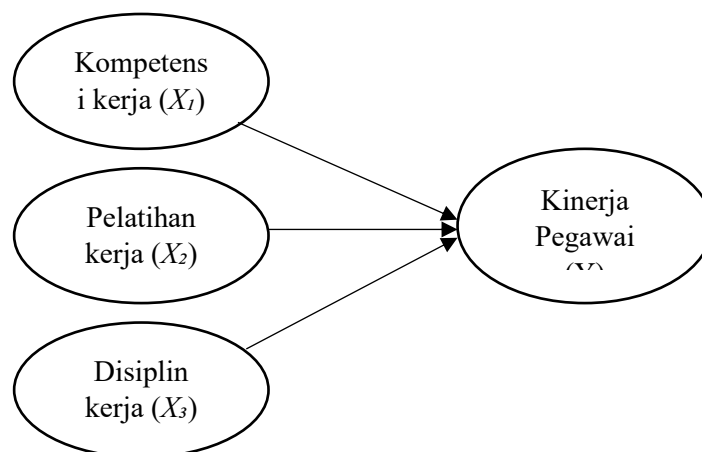 Kompetens
i kerja (X₁)
Pelatihan
kerja (X₂)
Disiplin
kerja (X₃)
Kinerja
Pegawai